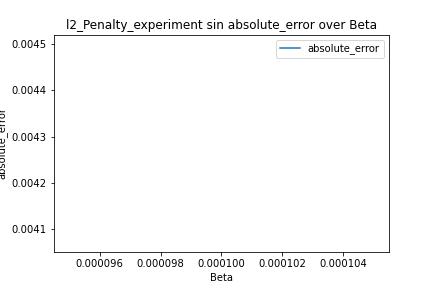 l2_Penalty_experiment sin absolute_error over Beta
absolute_error
0.0045
0.0044
0.0043
0.0042
0.0041
absolute_error
0.000096 0.000098 0.000100 0.000102 0.000104
Beta